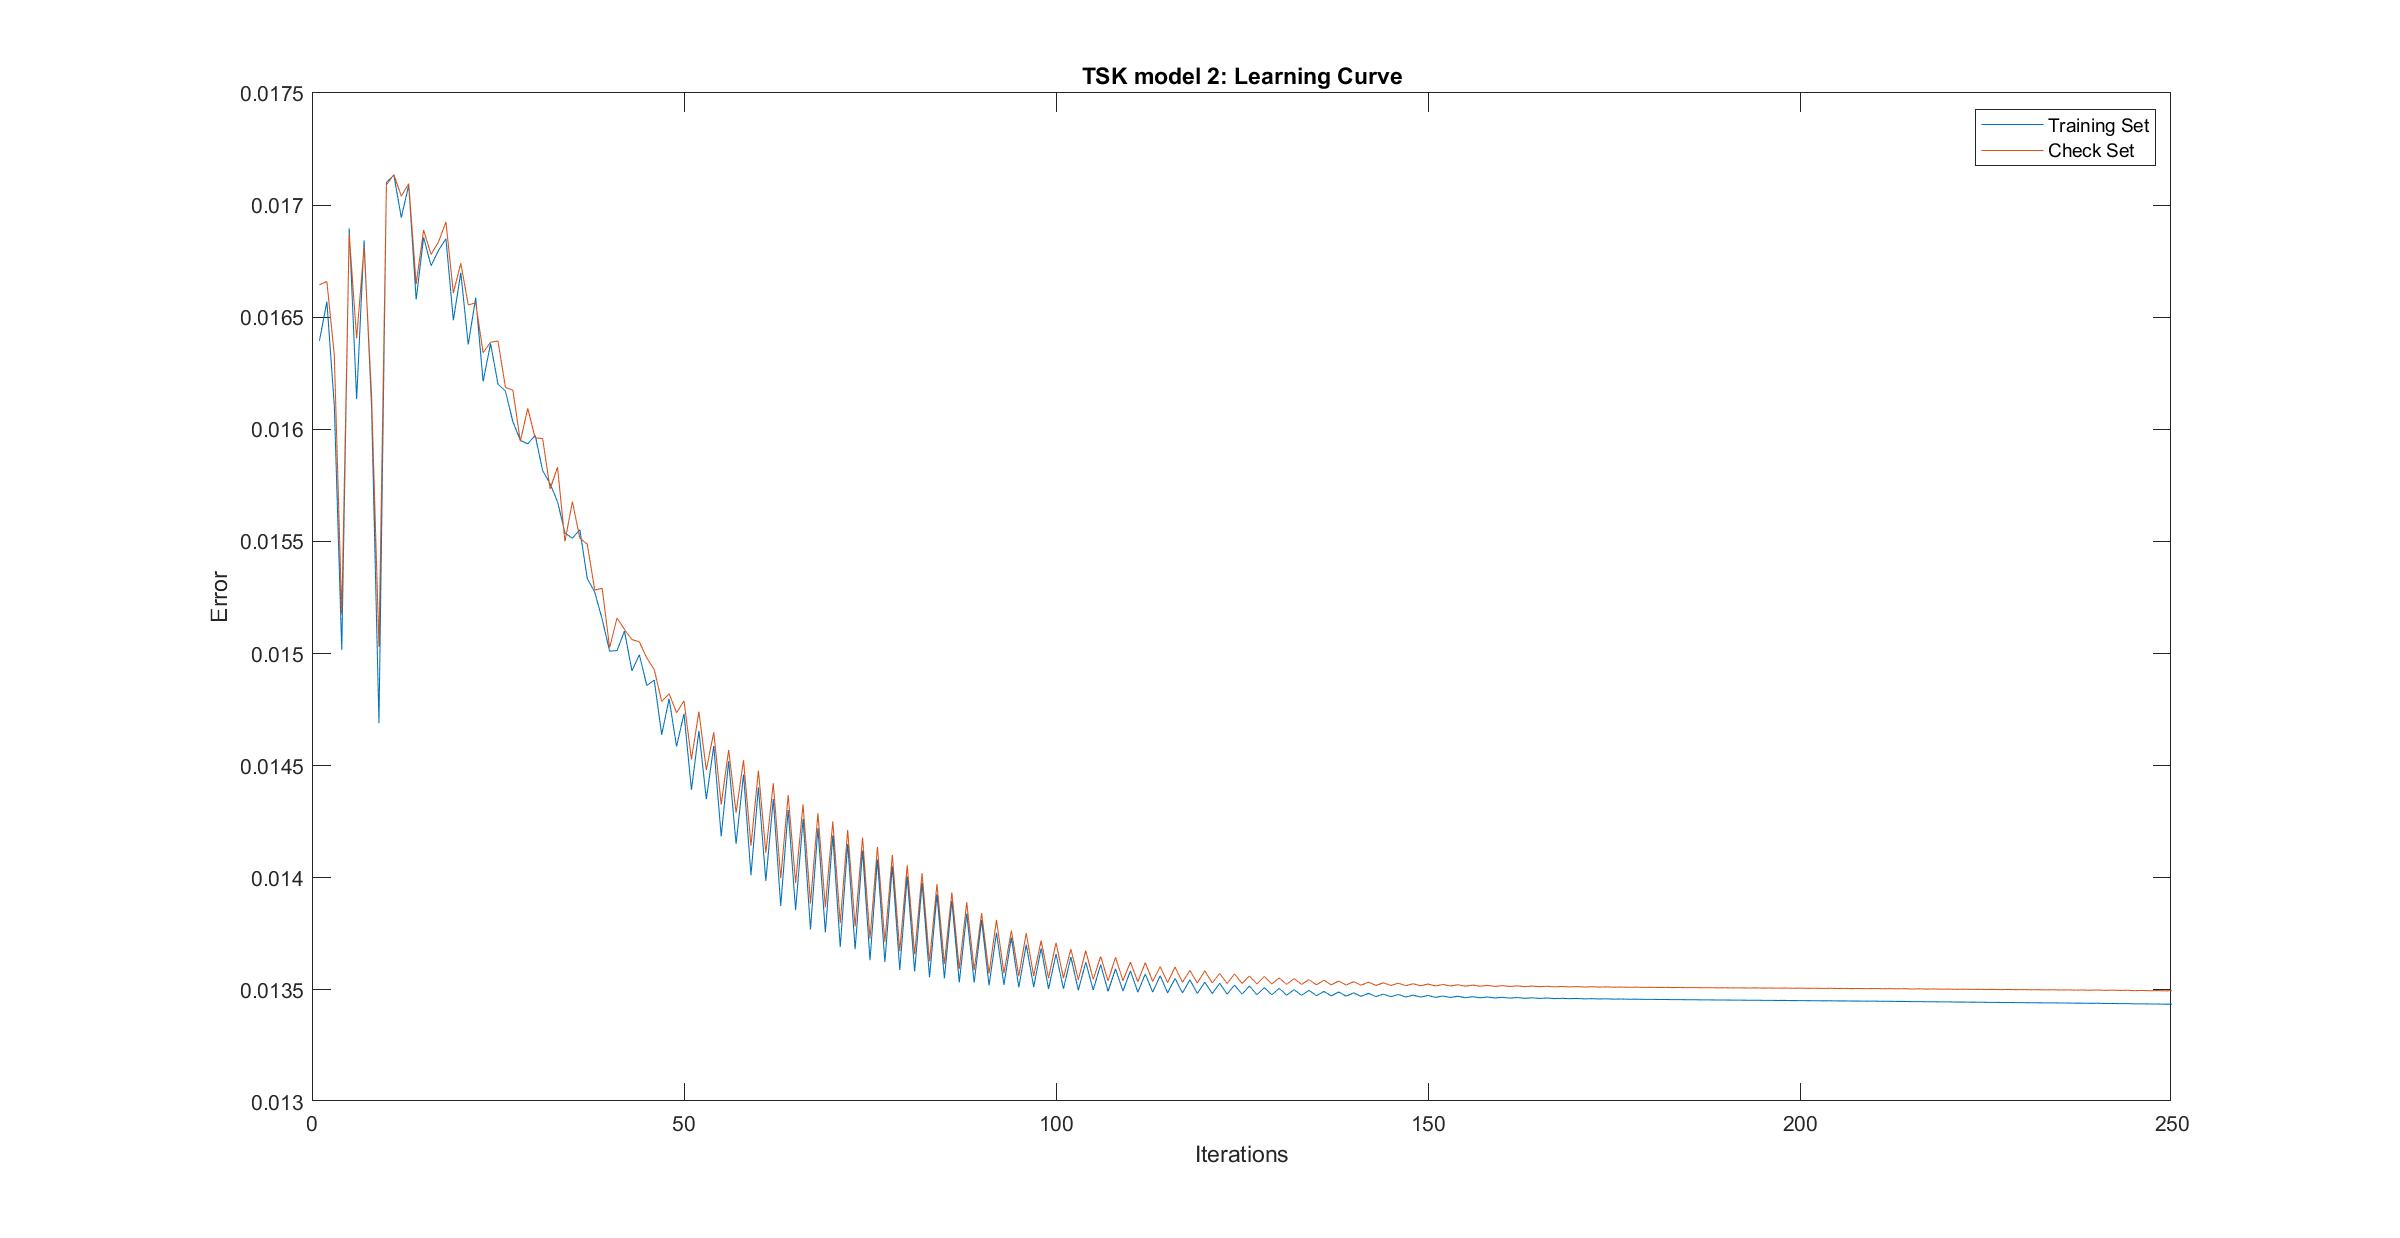 TSK model 2: Learning Curve
Training Set
Check Set
0.0175
0.017
0.0165
0.016
0.0155
0.015
0.0145
0.014
0.0135
0.013
Error
0 50 100 150 200 250
Iterations